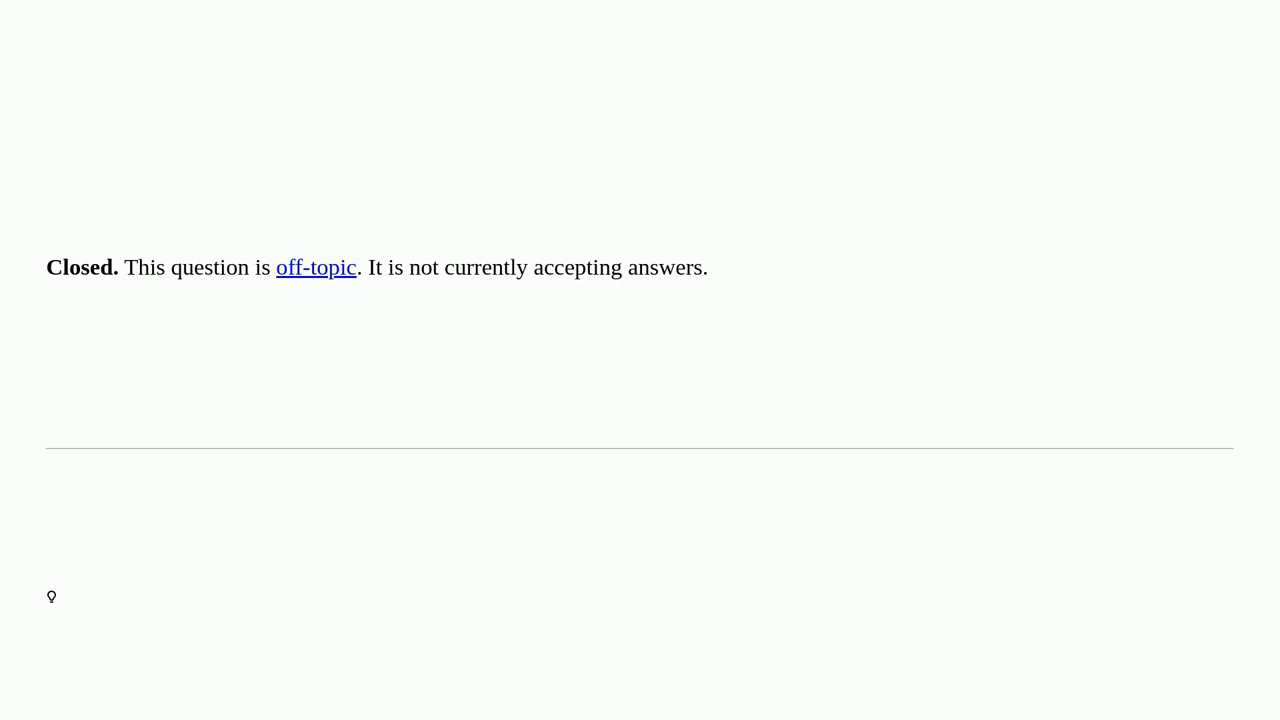 Closed. This question is off-topic. It is not currently accepting answers.